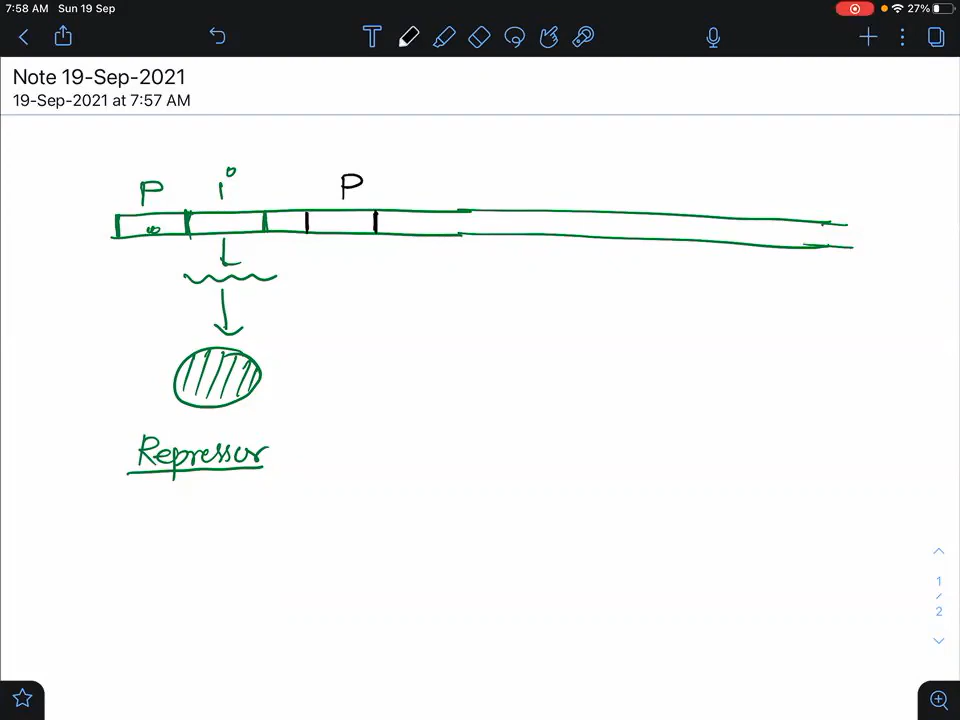 7:58 AM Sun 19 Sep
27%
T
Note 19-Sep-2021
19-Sep-2021 at 7:57 AM
P i P
Repressor
1
/
2